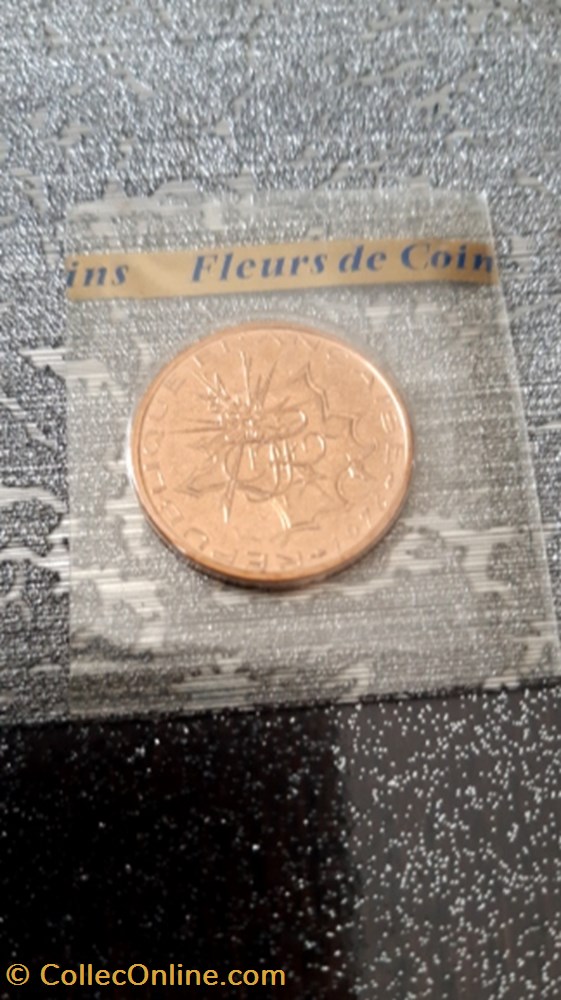 ins Fleurs de Coin
REPUBLIQUE FRANÇAISE
© CollecOnline.com